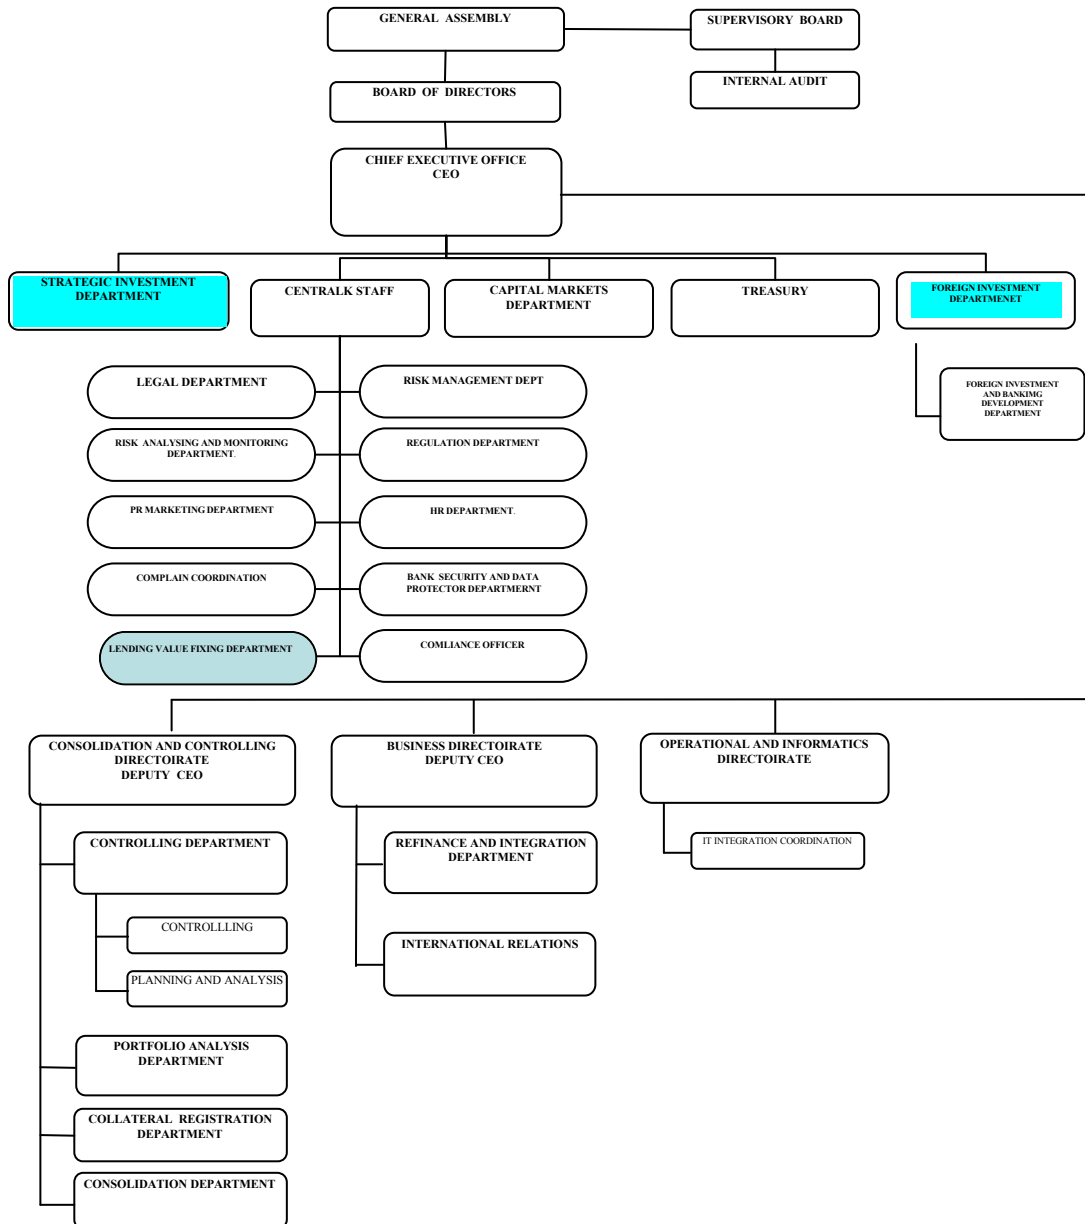 GENERAL ASSEMBLY
SUPERVISORY BOARD
BOARD OF DIRECTORS
INTERNAL AUDIT
CHIEF EXECUTIVE OFFICE
CEO
STRATEGIC INVESTMENT
DEPARTMENT
CENTRALK STAFF
CAPITAL MARKETS
DEPARTMENT
TREASURY
FOREIGN INVESTMENT
DEPARTMENET
LEGAL DEPARTMENT
RISK MANAGEMENT DEPT
FOREIGN INVESTMENT
AND BANKIMG
DEVELOPMENT
DEPARTMENT
RISK ANALYSING AND MONITORING
DEPARTMENT.
REGULATION DEPARTMENT
PR MARKETING DEPARTMENT
HR DEPARTMENT.
COMPLAIN COORDINATION
BANK SECURITY AND DATA
PROTECTOR DEPARTMERNT
LENDING VALUE FIXING DEPARTMENT
COMLIANCE OFFICER
CONSOLIDATION AND CONTROLLING
DIRECTOIRATE
DEPUTY CEO
BUSINESS DIRECTOIRATE
DEPUTY CEO
OPERATIONAL AND INFORMATICS
DIRECTOIRATE
CONTROLLING DEPARTMENT
REFINANCE AND INTEGRATION
DEPARTMENT
IT INTEGRATION COORDINATION
CONTROLLLING
INTERNATIONAL RELATIONS
PLANNING AND ANALYSIS
PORTFOLIO ANALYSIS
DEPARTMENT
COLLATERAL REGISTRATION
DEPARTMENT
CONSOLIDATION DEPARTMENT